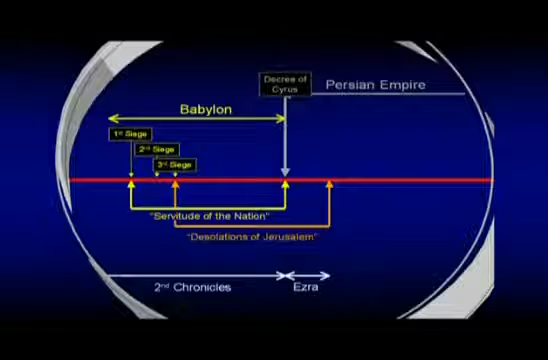 Decree of
Cyrus
Persian Empire
Babylon
1st Siege
2nd Siege
3rd Siege
"Servitude of the Nation"
"Desolations of Jerusalem"
2nd Chronicles
Ezra